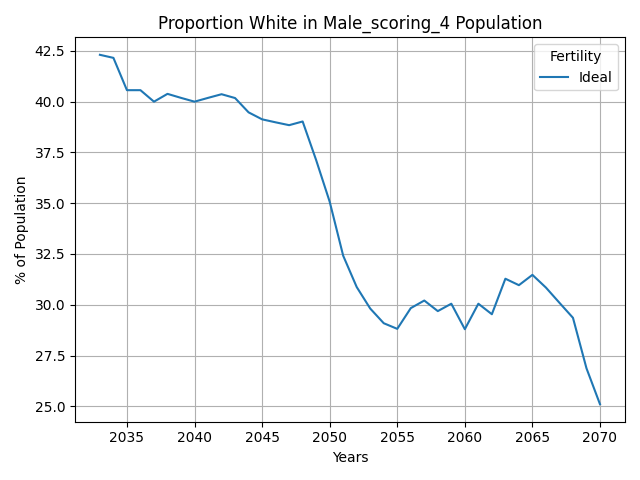 Proportion White in Male_scoring_4 Population
Fertility
Ideal
% of Population
42.5
40.0
37.5
35.0
32.5
30.0
27.5
25.0
2035 2040 2045 2050 2055 2060 2065 2070
Years